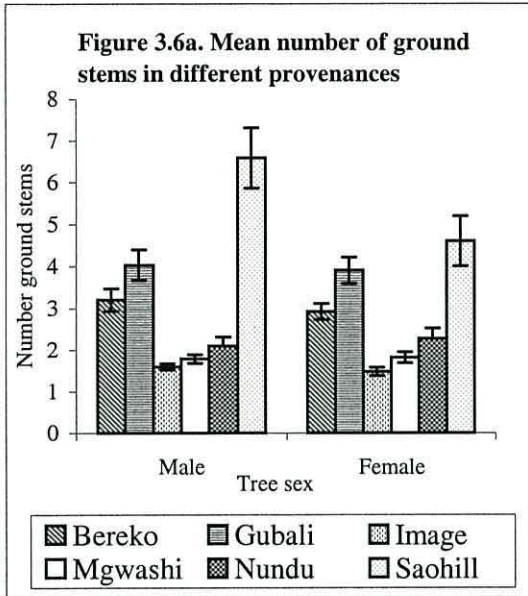 Figure 3.6a. Mean number of ground
stems in different provenances
8
7
6
5
4
3
2
1
0
Number ground stems
Male
Female
Tree sex
Bereko
Gubali
Image
Mgwashi
Nundu
Saohill